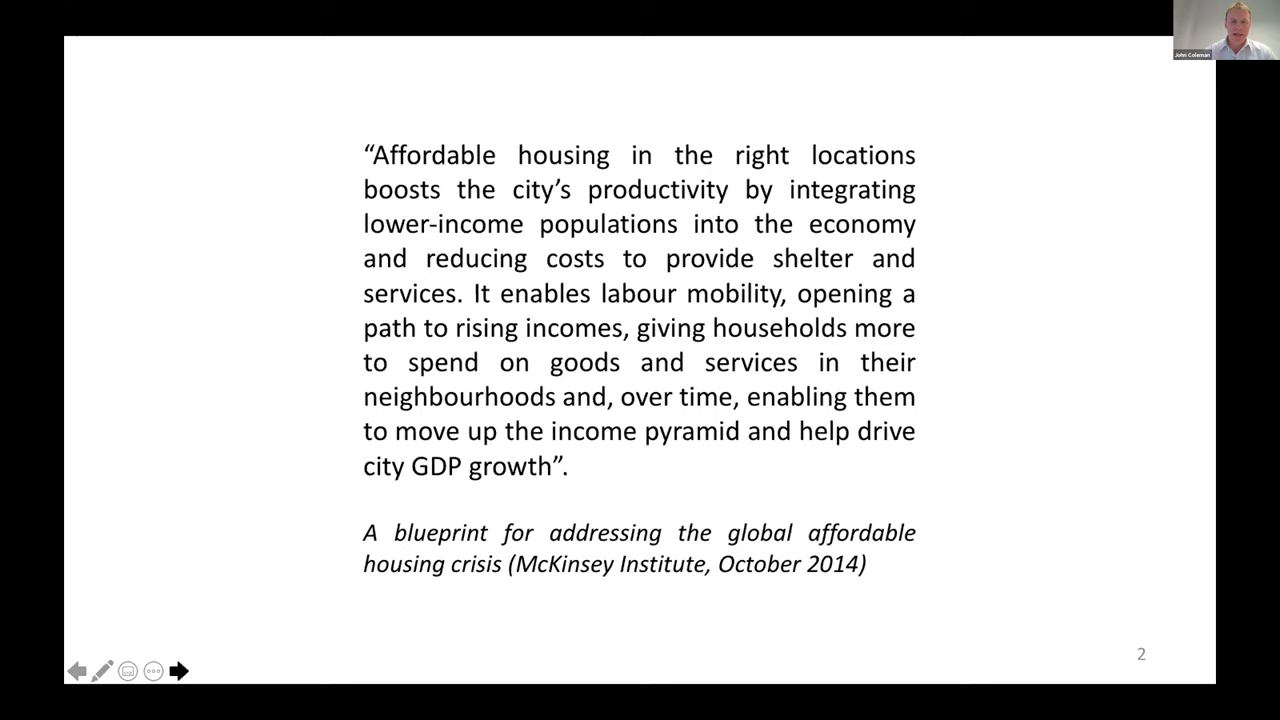 John Coleman
“Affordable housing in the right locations
boosts the city’s productivity by integrating
lower-income populations into the economy
and reducing costs to provide shelter and
services. It enables labour mobility, opening a
path to rising incomes, giving households more
to spend on goods and services in their
neighbourhoods and, over time, enabling them
to move up the income pyramid and help drive
city GDP growth”.
A blueprint for addressing the global affordable
housing crisis (McKinsey Institute, October 2014)
2